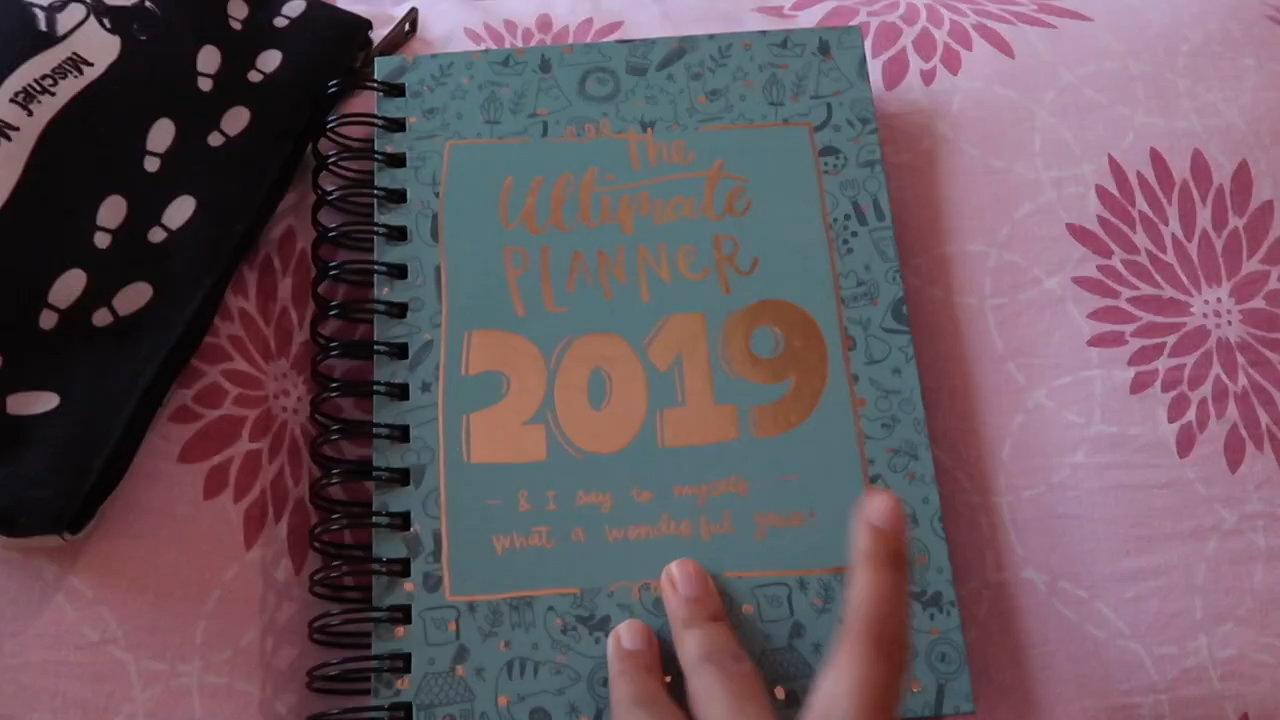 Mischief M
The
Ultimate
PLANNER
2019
- & I say to myself -
what a wonderful year!